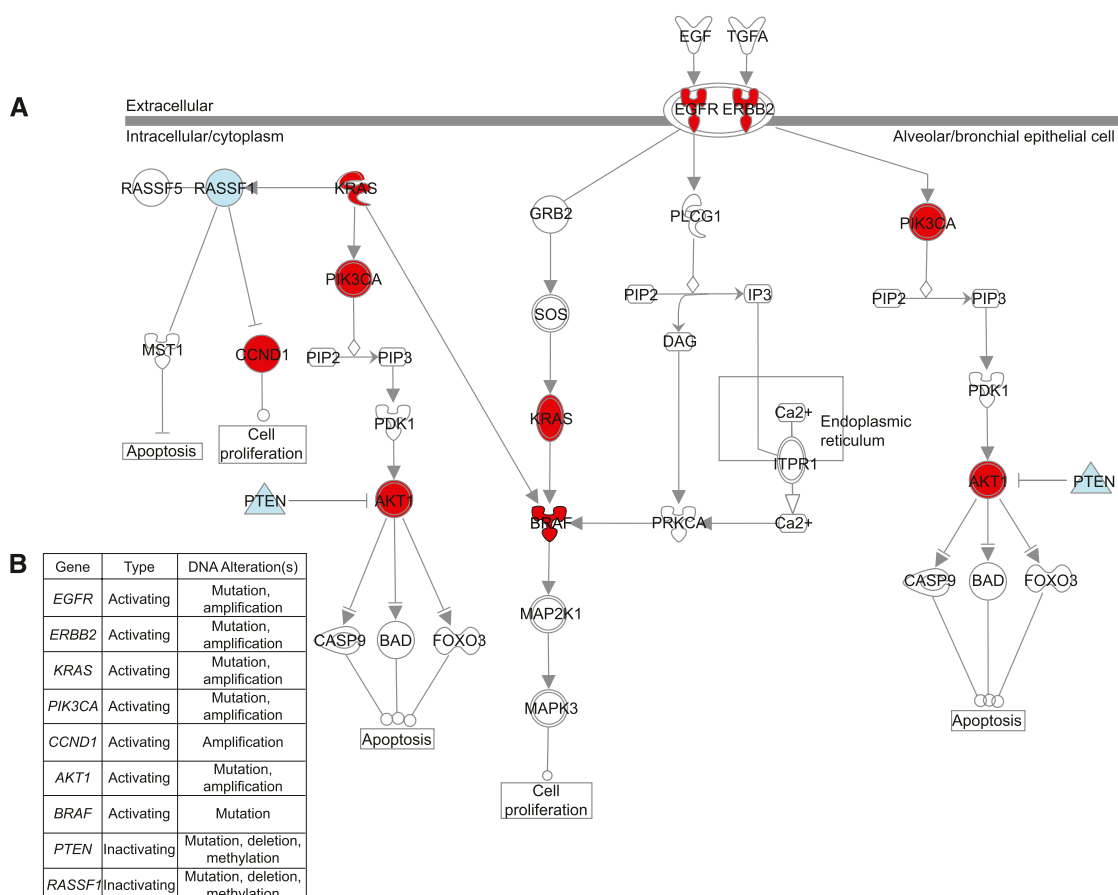 A
EGF
TGFA
Extracellular
EGFR
ERBB2
Intracellular/cytoplasm
Alveolar/bronchial epithelial cell
RASSF5
RASSF1
KRAS
GRB2
PLCG1
PIK3CA
PIK3CA
PIP2
IP3
PIP2
PIP3
SOS
DAG
MST1
CCND1
PIP2
PIP3
PDK1
PDK1
Ca2+
Endoplasmic
reticulum
KRAS
ITPR1
Apoptosis
Cell
proliferation
PTEN
AKT1
AKT1
PTEN
BRAF
PRKCA
Ca2+
CASP9
BAD
FOXO3
MAP2K1
CASP9
BAD
FOXO3
MAPK3
Apoptosis
Apoptosis
Cell
proliferation
B
Gene Type DNA Alteration(s)
EGFR Activating Mutation,
amplification
ERBB2 Activating Mutation,
amplification
KRAS Activating Mutation,
amplification
PIK3CA Activating Mutation,
amplification
CCND1 Activating Amplification
AKT1 Activating Mutation,
amplification
BRAF Activating Mutation
PTEN Inactivating Mutation, deletion,
methylation
RASSF1 Inactivating Mutation, deletion,
methylation